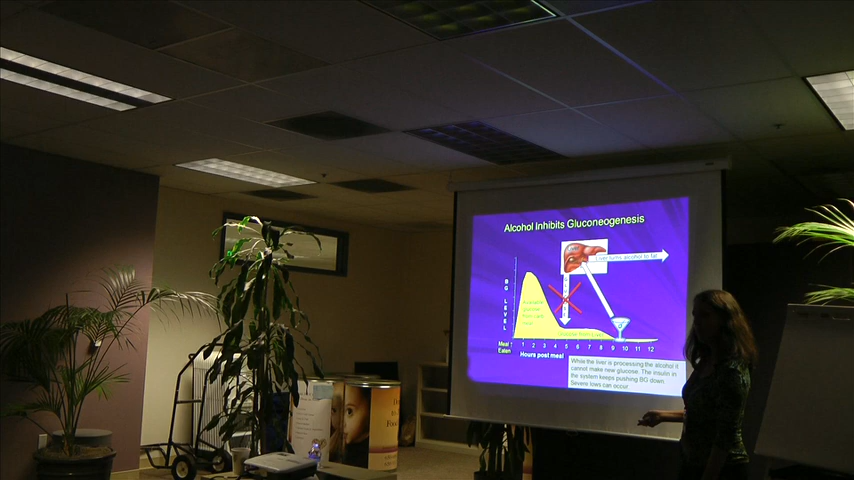 Alcohol Inhibits Gluconeogenesis
Liver turns alcohol to fat
BG LEVEL
Meal
Eaten
1 2 3 4 5 6 7 8 9 10 11 12
Hours post meal
While the liver is processing the alcohol it
cannot make new glucose. The insulin in
the system keeps pushing BG down.
Severe lows can occur